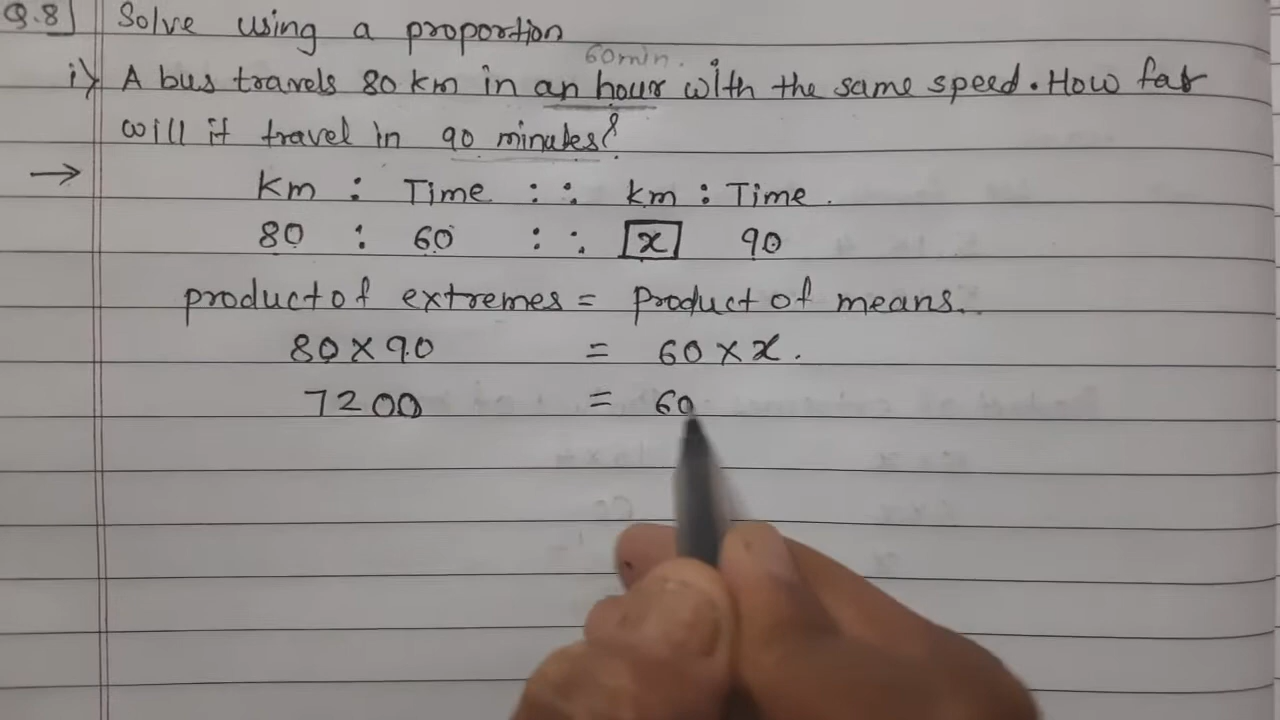 Q.8 Solve using a proportion
60min.
i) A bus travels 80 km in an hour with the same speed. How far
will it travel in 90 minutes?
→ Km : Time : : km : Time.
80 : 60 : : x 90
product of extremes = product of means.
80 × 90 = 60 × x.
7200 = 60